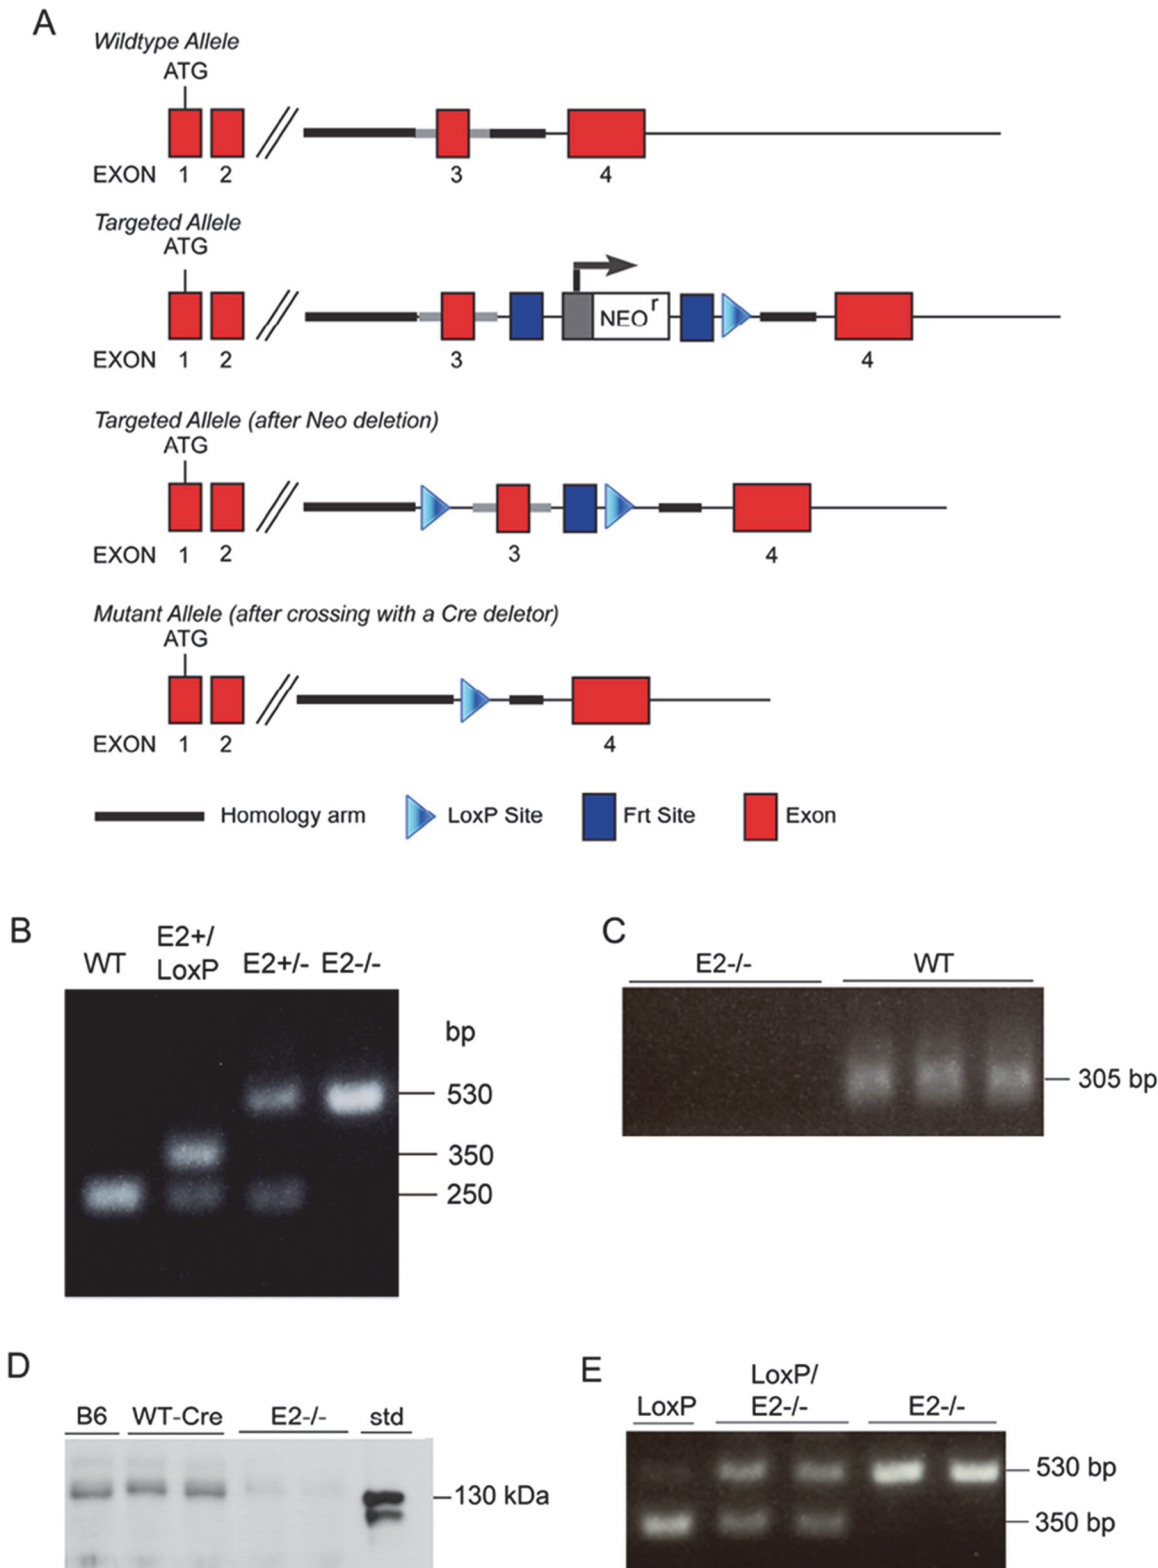 A
Wildtype Allele
ATG
EXON 1 2 3 4
Targeted Allele
ATG
NEOr
EXON 1 2 3 4
Targeted Allele (after Neo deletion)
ATG
EXON 1 2 3 4
Mutant Allele (after crossing with a Cre deletor)
ATG
EXON 1 2 4
Homology arm LoxP Site Frt Site Exon
B
WT E2+/ LoxP E2+/- E2-/-
bp
530
350
250
C
E2-/- WT
305 bp
D
B6 WT-Cre E2-/- std
130 kDa
E
LoxP LoxP/ E2-/- E2-/-
530 bp
350 bp